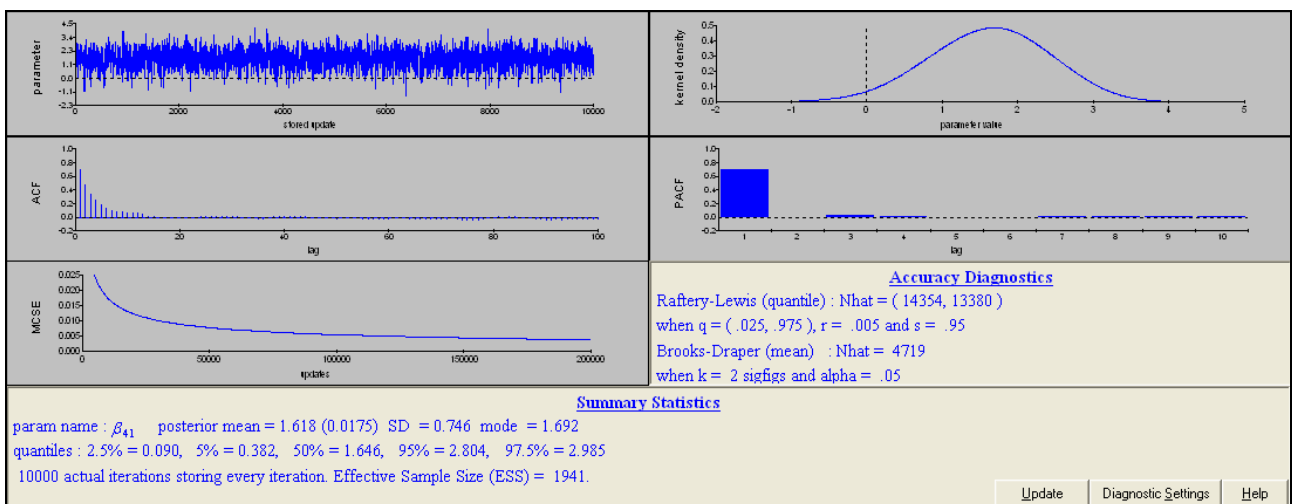 parameter
4.5
3.4
2.3
1.1
0.0
-1.1
-2.3
0 2000 4000 6000 8000 10000
stored update
kernel density
0.5
0.4
0.3
0.2
0.1
0.0
-2 -1 0 1 2 3 4 5
parameter value
ACF
1.0
0.8
0.6
0.4
0.2
0.0
-0.2
0 20 40 60 80 100
lag
PACF
1.0
0.8
0.6
0.4
0.2
0.0
-0.2
1 2 3 4 5 6 7 8 9 10
lag
MCSE
0.025
0.020
0.015
0.010
0.005
0.000
0 50000 100000 150000 200000
updates
Accuracy Diagnostics
Raftery-Lewis (quantile) : Nhat = ( 14354, 13380 )
when q = ( .025, .975 ), r = .005 and s = .95
Brooks-Draper (mean) : Nhat = 4719
when k = 2 sigfigs and alpha = .05
Summary Statistics
param name : β41 posterior mean = 1.618 (0.0175) SD = 0.746 mode = 1.692
quantiles : 2.5% = 0.090, 5% = 0.382, 50% = 1.646, 95% = 2.804, 97.5% = 2.985
10000 actual iterations storing every iteration. Effective Sample Size (ESS) = 1941.
Update Diagnostic Settings Help